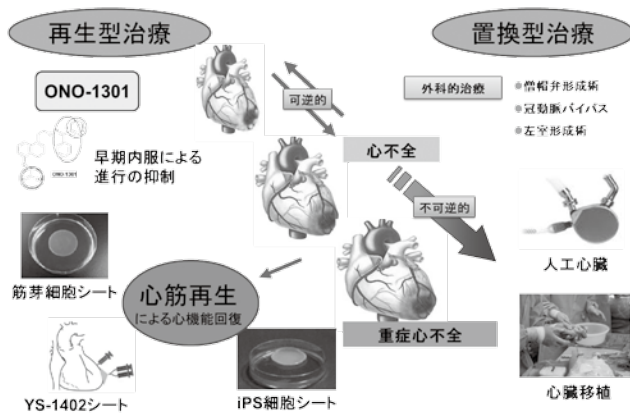 再生型治療
置換型治療
ONO-1301
外科的治療
僧帽弁形成術
冠動脈バイパス
左室形成術
可逆的
早期内服による
進行の抑制
ONO-1301
心不全
不可逆的
人工心臓
筋芽細胞シート
心筋再生
による心機能回復
重症心不全
YS-1402シート
iPS細胞シート
心臓移植